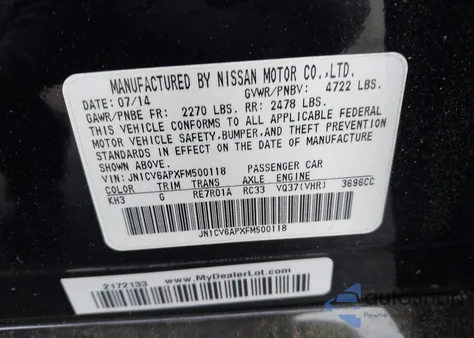 MANUFACTURED BY NISSAN MOTOR CO.,LTD.
DATE: 07/14 GVWR/PNBV: 4722 LBS.
GAWR/PNBE FR: 2270 LBS. RR: 2478 LBS.
THIS VEHICLE CONFORMS TO ALL APPLICABLE FEDERAL
MOTOR VEHICLE SAFETY,BUMPER,AND THEFT PREVENTION
STANDARDS IN EFFECT ON THE DATE OF MANUFACTURE
SHOWN ABOVE.
VIN:JN1CV6APXFM500118 PASSENGER CAR
COLOR TRIM TRANS AXLE ENGINE
KH3 G RE7R01A RC33 VQ37(VHR) 3696CC
JN1CV6APXFM500118
2172133 www.MyDealerLot.com